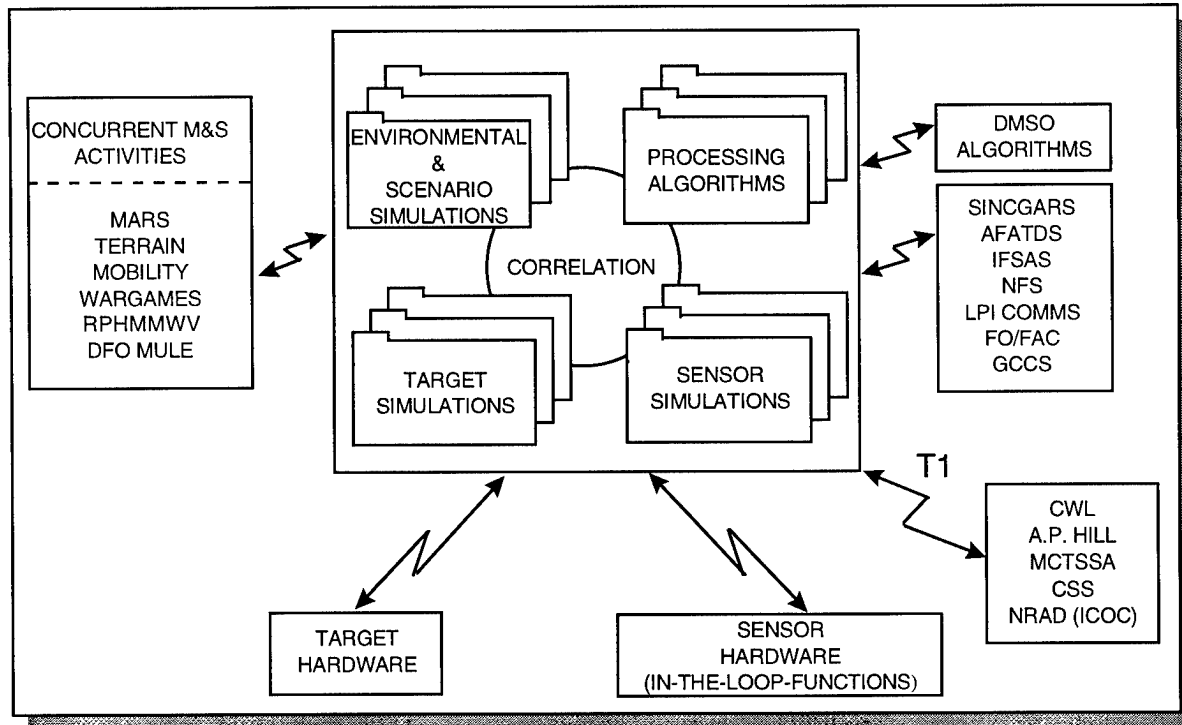 CONCURRENT M&S
ACTIVITIES
MARS
TERRAIN
MOBILITY
WARGAMES
RPHMMWV
DFO MULE
ENVIRONMENTAL
&
SCENARIO
SIMULATIONS
PROCESSING
ALGORITHMS
CORRELATION
TARGET
SIMULATIONS
SENSOR
SIMULATIONS
DMSO
ALGORITHMS
SINCGARS
AFATDS
IFSAS
NFS
LPI COMMS
FO/FAC
GCCS
T1
CWL
A.P. HILL
MCTSSA
CSS
NRAD (ICOC)
TARGET
HARDWARE
SENSOR
HARDWARE
(IN-THE-LOOP-FUNCTIONS)